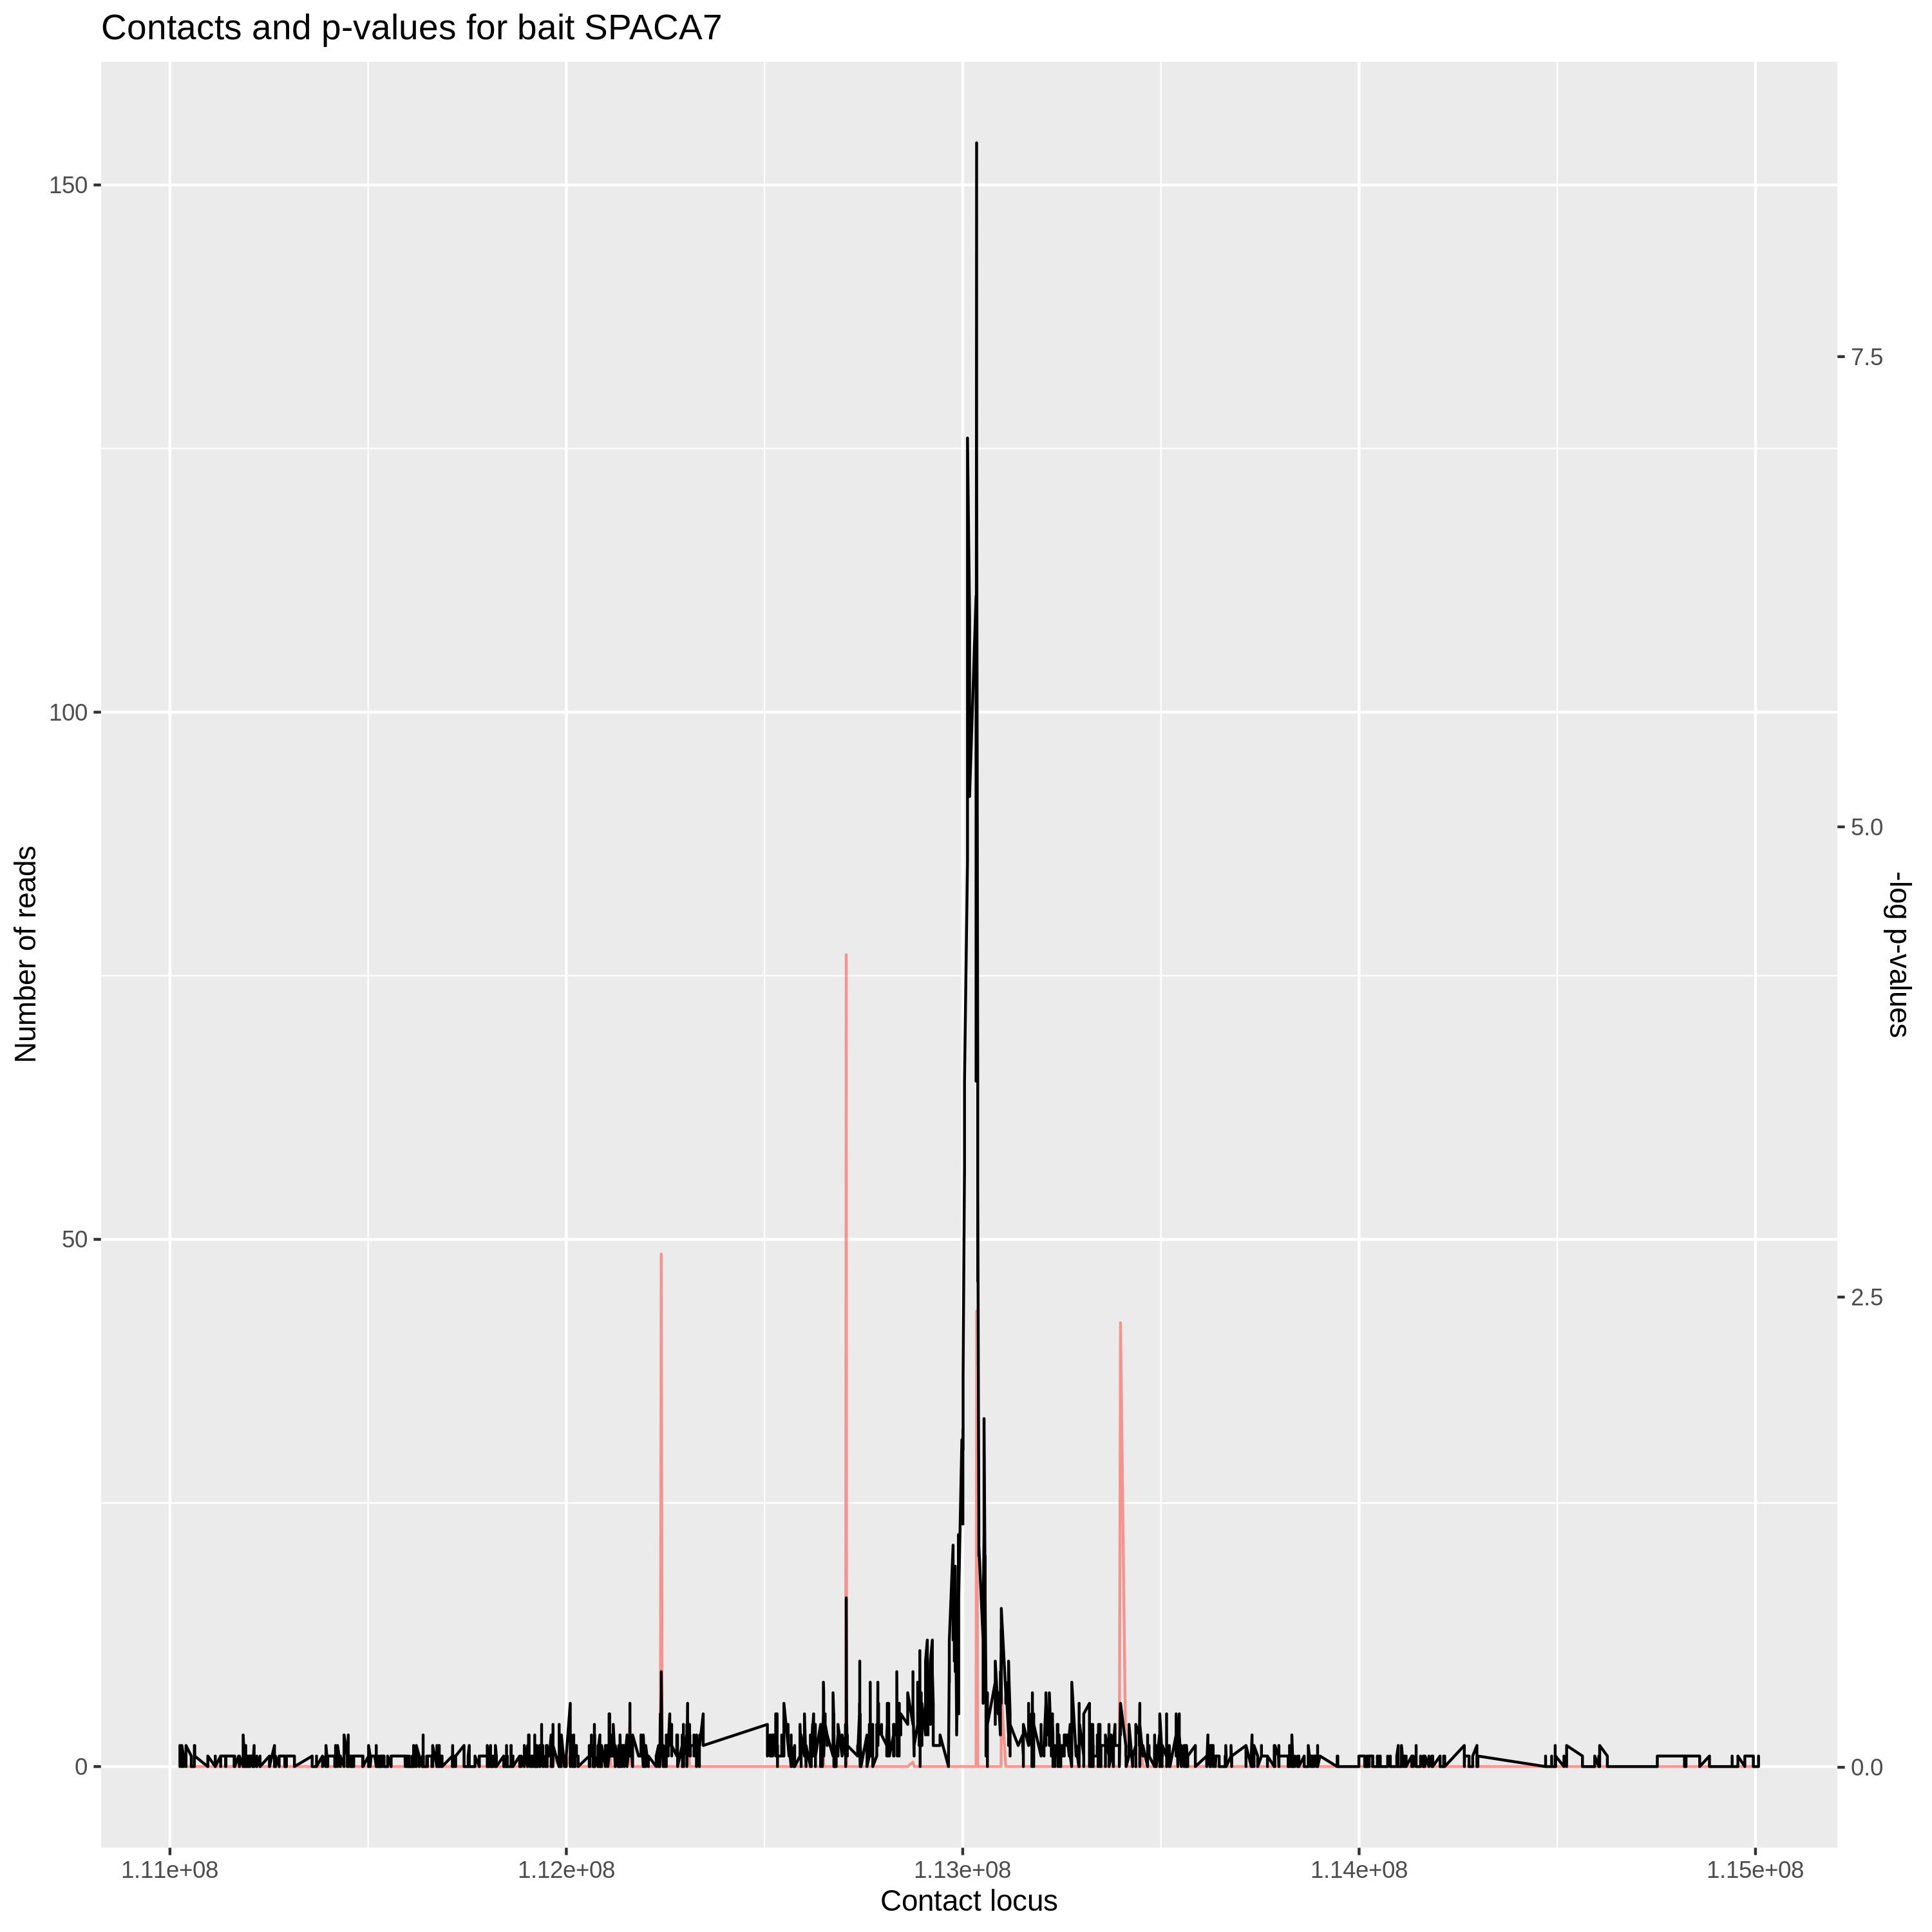 Contacts and p-values for bait SPACA7
150
100
50
0
Number of reads
7.5
5.0
2.5
0.0
-log p-values
1.11e+08
1.12e+08
1.13e+08
1.14e+08
1.15e+08
Contact locus